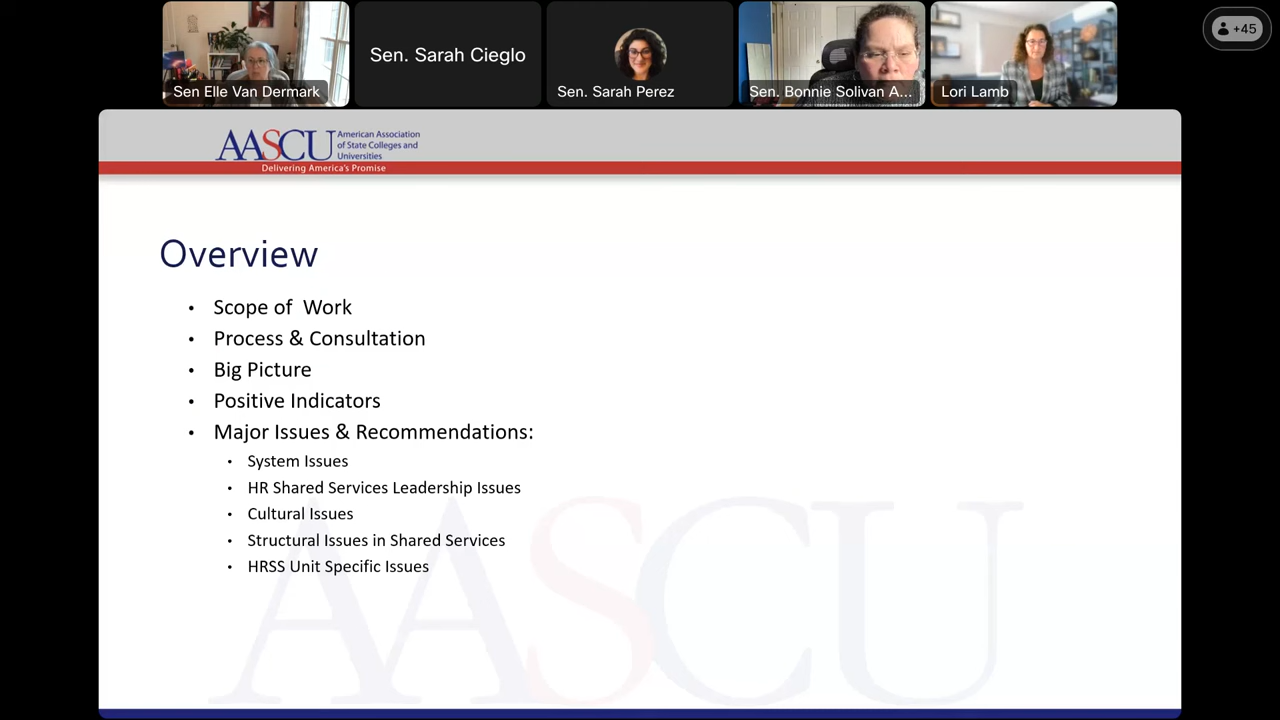 Sen Elle Van Dermark
Sen. Sarah Cieglo
Sen. Sarah Perez
Sen. Bonnie Solivan A...
Lori Lamb
+45
AASCU
American Association
of State Colleges and
Universities
Delivering America's Promise
Overview
• Scope of Work
• Process & Consultation
• Big Picture
• Positive Indicators
• Major Issues & Recommendations:
• System Issues
• HR Shared Services Leadership Issues
• Cultural Issues
• Structural Issues in Shared Services
• HRSS Unit Specific Issues
AASCU